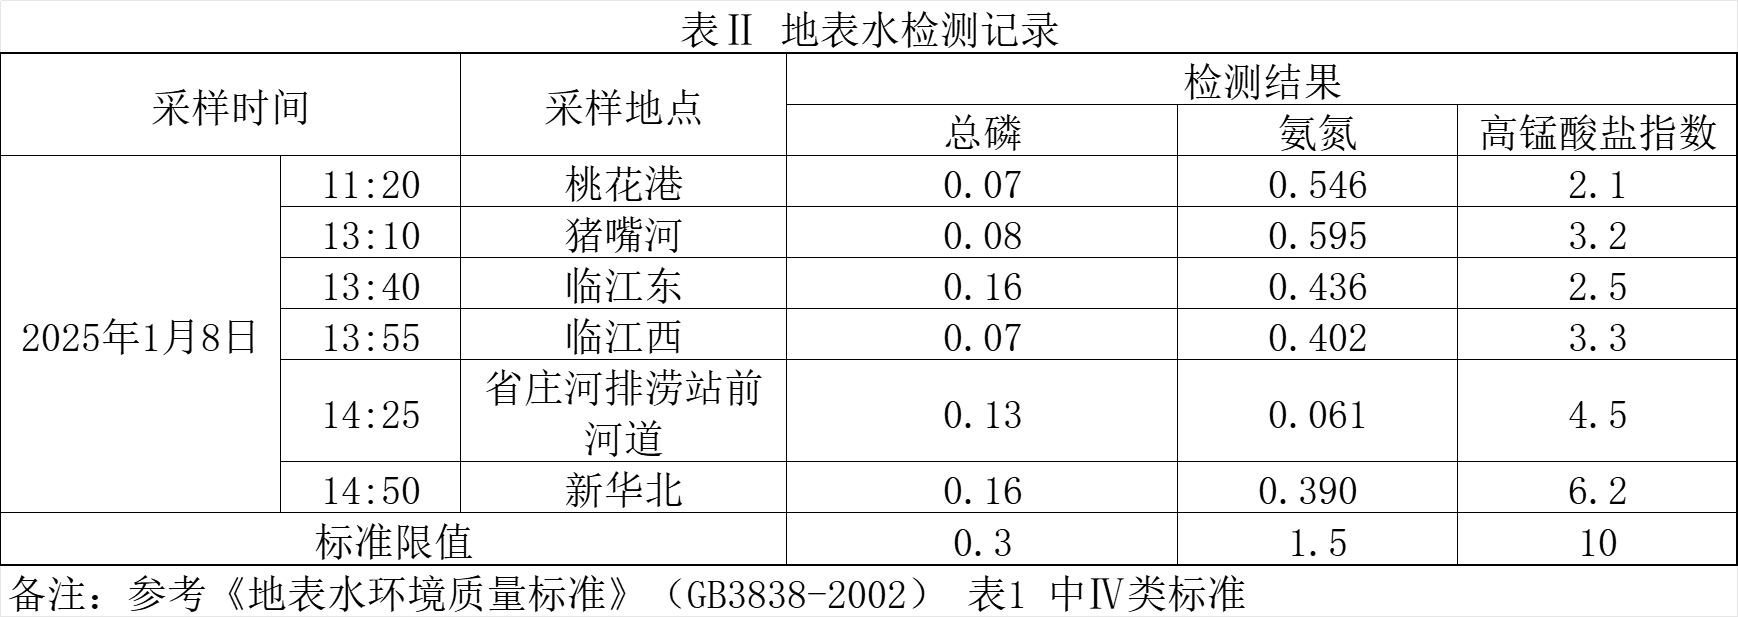 表Ⅱ 地表水检测记录
采样时间 采样地点 检测结果
总磷 氨氮 高锰酸盐指数
2025年1月8日 11:20 桃花港 0.07 0.546 2.1
13:10 猪嘴河 0.08 0.595 3.2
13:40 临江东 0.16 0.436 2.5
13:55 临江西 0.07 0.402 3.3
14:25 省庄河排涝站前
河道 0.13 0.061 4.5
14:50 新华北 0.16 0.390 6.2
标准限值 0.3 1.5 10
备注：参考《地表水环境质量标准》（GB3838-2002） 表1 中Ⅳ类标准